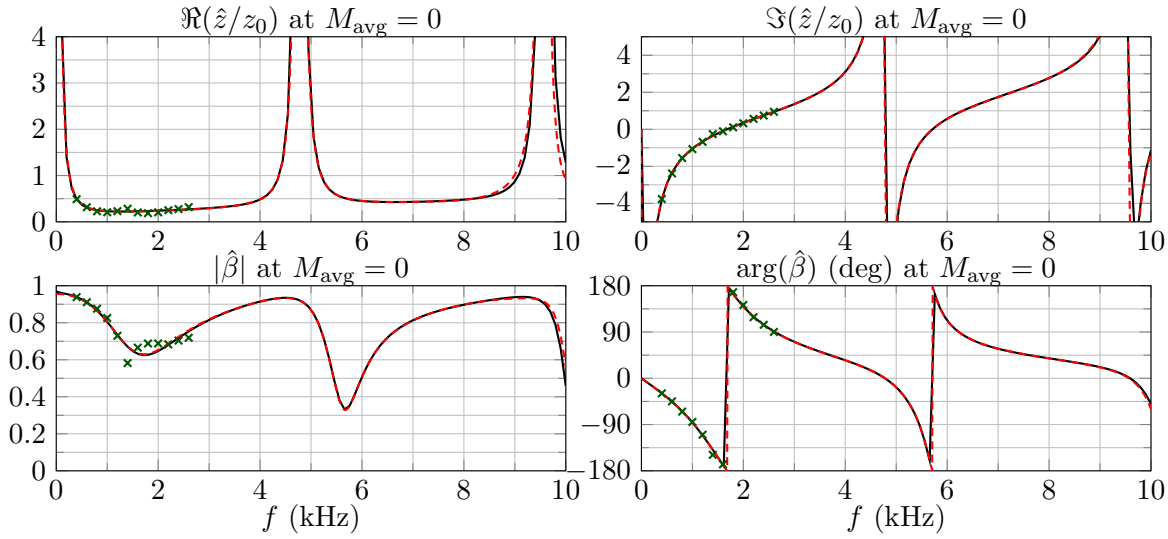 ℜ(ẑ/z₀) at M_avg = 0
4
3
2
1
0
0 2 4 6 8 10
ℑ(ẑ/z₀) at M_avg = 0
4
2
0
−2
−4
0 2 4 6 8 10
|β̂| at M_avg = 0
1
0.8
0.6
0.4
0.2
0
0 2 4 6 8 10
f (kHz)
arg(β̂) (deg) at M_avg = 0
180
90
0
−90
−180
0 2 4 6 8 10
f (kHz)